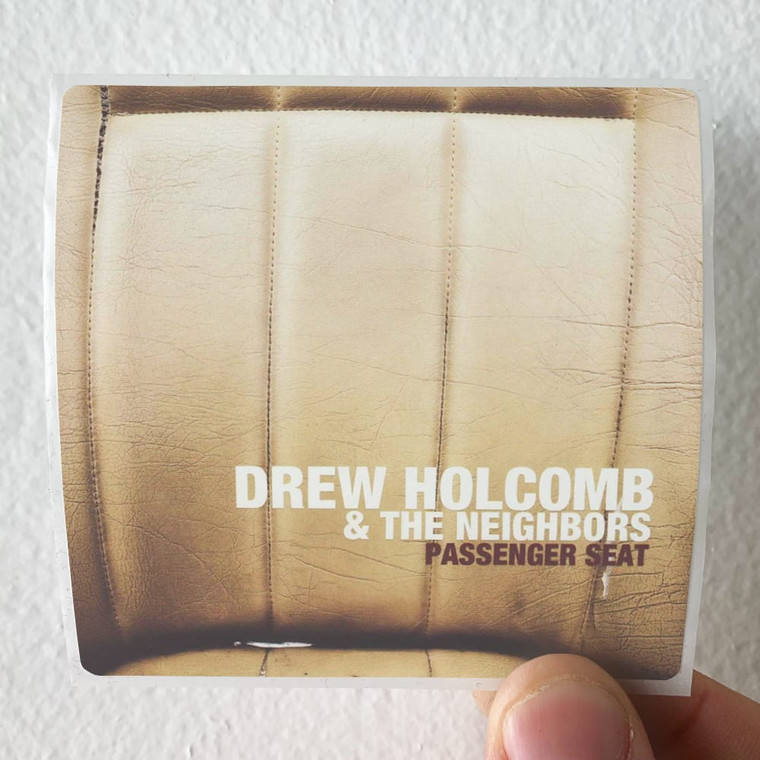 DREW HOLCOMB
& THE NEIGHBORS
PASSENGER SEAT